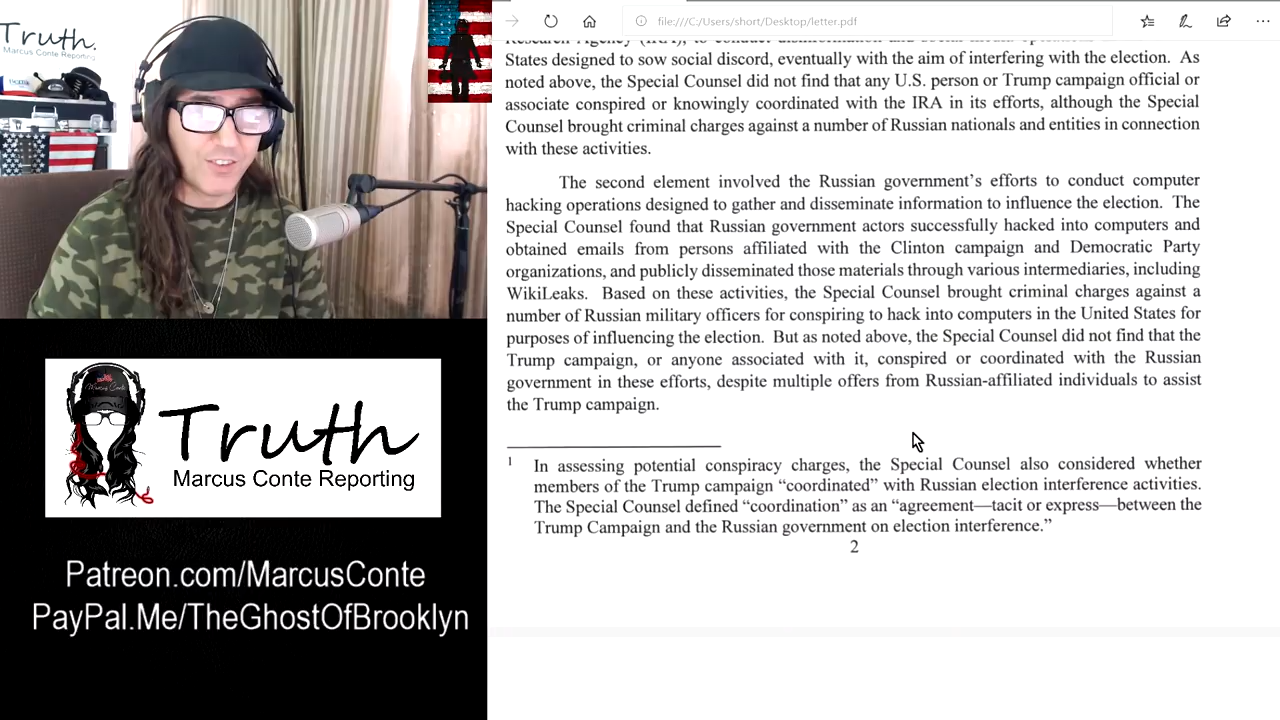 Truth.
Marcus Conte Reporting
file:///C:/Users/short/Desktop/letter.pdf
States designed to sow social discord, eventually with the aim of interfering with the election. As
noted above, the Special Counsel did not find that any U.S. person or Trump campaign official or
associate conspired or knowingly coordinated with the IRA in its efforts, although the Special
Counsel brought criminal charges against a number of Russian nationals and entities in connection
with these activities.
The second element involved the Russian government's efforts to conduct computer
hacking operations designed to gather and disseminate information to influence the election. The
Special Counsel found that Russian government actors successfully hacked into computers and
obtained emails from persons affiliated with the Clinton campaign and Democratic Party
organizations, and publicly disseminated those materials through various intermediaries, including
WikiLeaks. Based on these activities, the Special Counsel brought criminal charges against a
number of Russian military officers for conspiring to hack into computers in the United States for
purposes of influencing the election. But as noted above, the Special Counsel did not find that the
Trump campaign, or anyone associated with it, conspired or coordinated with the Russian
government in these efforts, despite multiple offers from Russian-affiliated individuals to assist
the Trump campaign.
1 In assessing potential conspiracy charges, the Special Counsel also considered whether
members of the Trump campaign “coordinated” with Russian election interference activities.
The Special Counsel defined “coordination” as an “agreement—tacit or express—between the
Trump Campaign and the Russian government on election interference.”
2
Truth
Marcus Conte Reporting
Patreon.com/MarcusConte
PayPal.Me/TheGhostOfBrooklyn